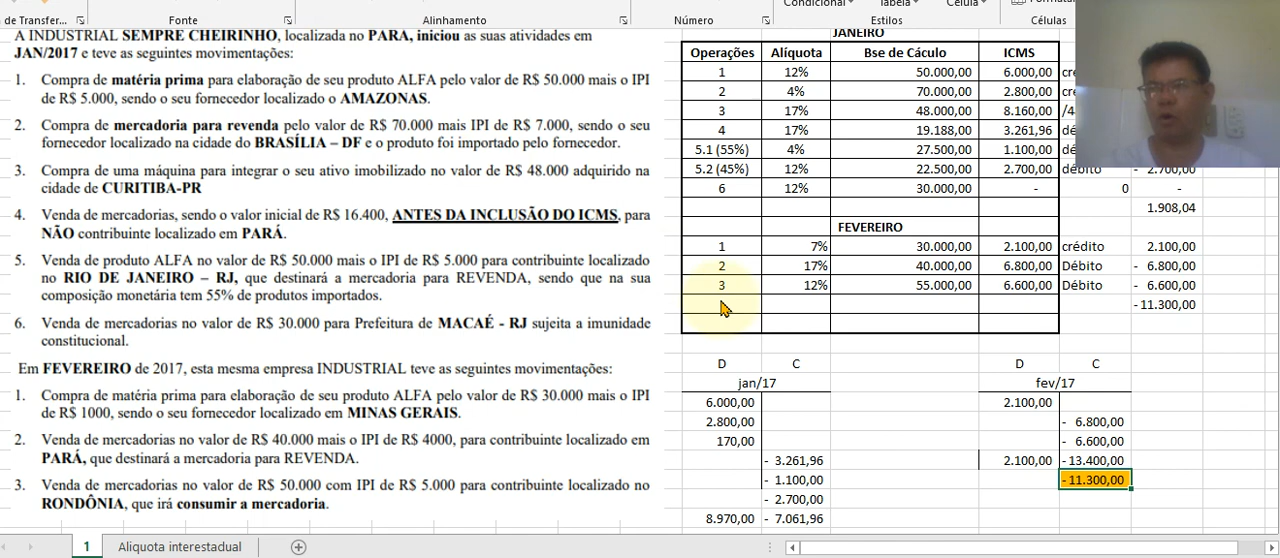 de Transfer...
Fonte
Alinhamento
Número
Condicional
Tabela
Célula
Estilos
Células
A INDUSTRIAL SEMPRE CHEIRINHO, localizada no PARA, iniciou as suas atividades em
JAN/2017 e teve as seguintes movimentações:
1. Compra de matéria prima para elaboração de seu produto ALFA pelo valor de R$ 50.000 mais o IPI
de R$ 5.000, sendo o seu fornecedor localizado o AMAZONAS.
2. Compra de mercadoria para revenda pelo valor de R$ 70.000 mais IPI de R$ 7.000, sendo o seu
fornecedor localizado na cidade do BRASÍLIA – DF e o produto foi importado pelo fornecedor.
3. Compra de uma máquina para integrar o seu ativo imobilizado no valor de R$ 48.000 adquirido na
cidade de CURITIBA-PR
4. Venda de mercadorias, sendo o valor inicial de R$ 16.400, ANTES DA INCLUSÃO DO ICMS, para
NÃO contribuinte localizado em PARÁ.
5. Venda de produto ALFA no valor de R$ 50.000 mais o IPI de R$ 5.000 para contribuinte localizado
no RIO DE JANEIRO – RJ, que destinará a mercadoria para REVENDA, sendo que na sua
composição monetária tem 55% de produtos importados.
6. Venda de mercadorias no valor de R$ 30.000 para Prefeitura de MACAÉ - RJ sujeita a imunidade
constitucional.
Em FEVEREIRO de 2017, esta mesma empresa INDUSTRIAL teve as seguintes movimentações:
1. Compra de matéria prima para elaboração de seu produto ALFA pelo valor de R$ 30.000 mais o IPI
de R$ 1000, sendo o seu fornecedor localizado em MINAS GERAIS.
2. Venda de mercadorias no valor de R$ 40.000 mais o IPI de R$ 4000, para contribuinte localizado em
PARÁ, que destinará a mercadoria para REVENDA.
3. Venda de mercadorias no valor de R$ 50.000 com IPI de R$ 5.000 para contribuinte localizado no
RONDÔNIA, que irá consumir a mercadoria.
JANEIRO
Operações Alíquota Bse de Cáculo ICMS
1 12% 50.000,00 6.000,00 cré
2 4% 70.000,00 2.800,00 cre
3 17% 48.000,00 8.160,00 /4
4 17% 19.188,00 3.261,96 dé
5.1 (55%) 4% 27.500,00 1.100,00 dé
5.2 (45%) 12% 22.500,00 2.700,00 débito - 2.700,00
6 12% 30.000,00 - 0 -
1.908,04
FEVEREIRO
1 7% 30.000,00 2.100,00 crédito 2.100,00
2 17% 40.000,00 6.800,00 Débito - 6.800,00
3 12% 55.000,00 6.600,00 Débito - 6.600,00
- 11.300,00
D C D C
jan/17 fev/17
6.000,00 2.100,00
2.800,00 - 6.800,00
170,00 - 6.600,00
- 3.261,96 2.100,00 - 13.400,00
- 1.100,00 - 11.300,00
- 2.700,00
8.970,00 - 7.061,96
1 Aliquota interestadual